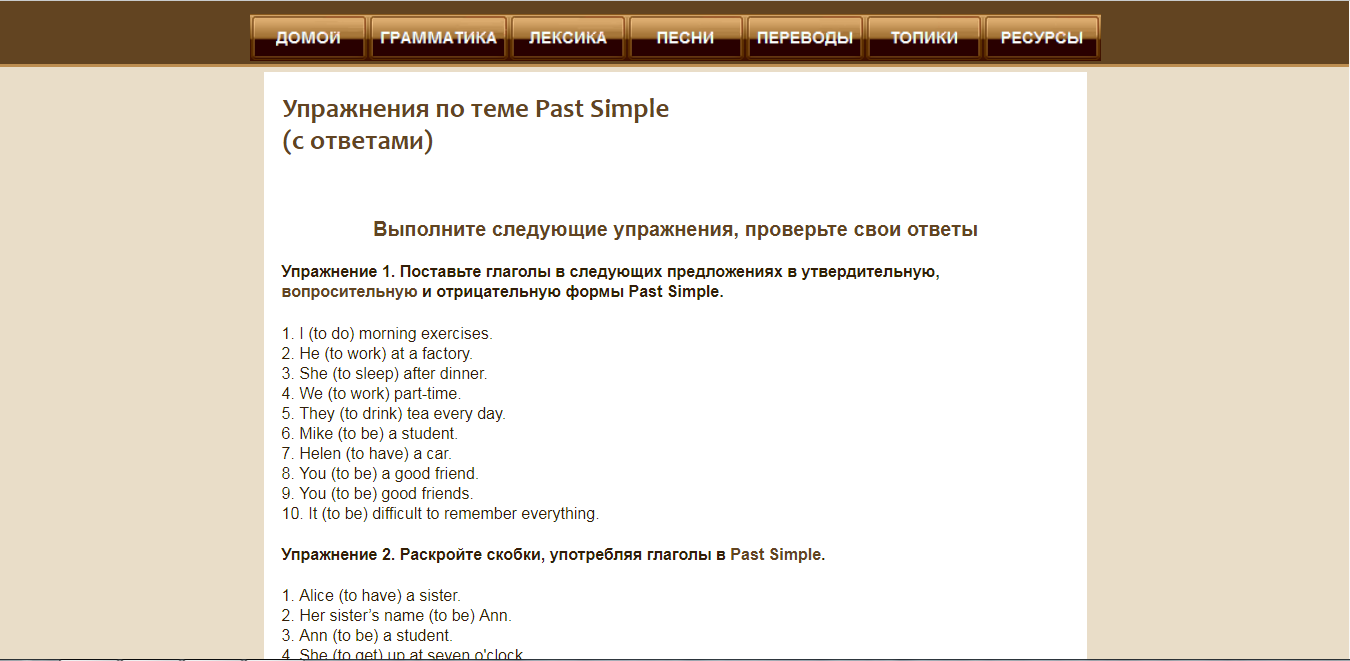 ДОМОЙ ГРАММАТИКА ЛЕКСИКА ПЕСНИ ПЕРЕВОДЫ ТОПИКИ РЕСУРСЫ
Упражнения по теме Past Simple
(с ответами)
Выполните следующие упражнения, проверьте свои ответы
Упражнение 1. Поставьте глаголы в следующих предложениях в утвердительную,
вопросительную и отрицательную формы Past Simple.
1. I (to do) morning exercises.
2. He (to work) at a factory.
3. She (to sleep) after dinner.
4. We (to work) part-time.
5. They (to drink) tea every day.
6. Mike (to be) a student.
7. Helen (to have) a car.
8. You (to be) a good friend.
9. You (to be) good friends.
10. It (to be) difficult to remember everything.
Упражнение 2. Раскройте скобки, употребляя глаголы в Past Simple.
1. Alice (to have) a sister.
2. Her sister’s name (to be) Ann.
3. Ann (to be) a student.
4. She (to get) up at seven o'clock.